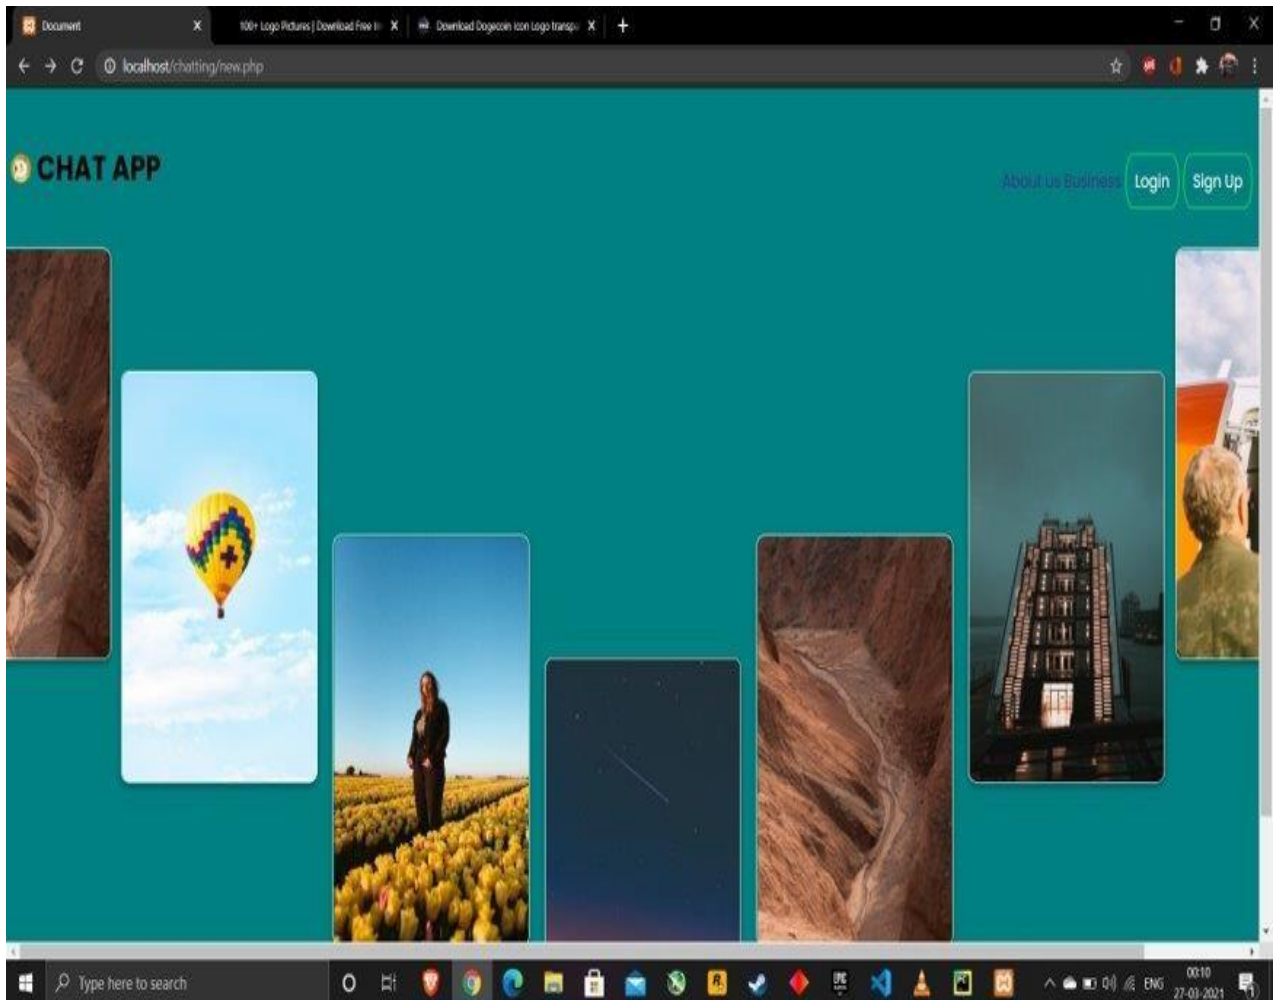 Document
100+ Logo Pictures | Download Free
Download Dogecoin Icon Logo transp
localhost/chatting/new.php
CHAT APP
About us Business Login Sign Up
Type here to search
ENG
00:10
27-03-2021